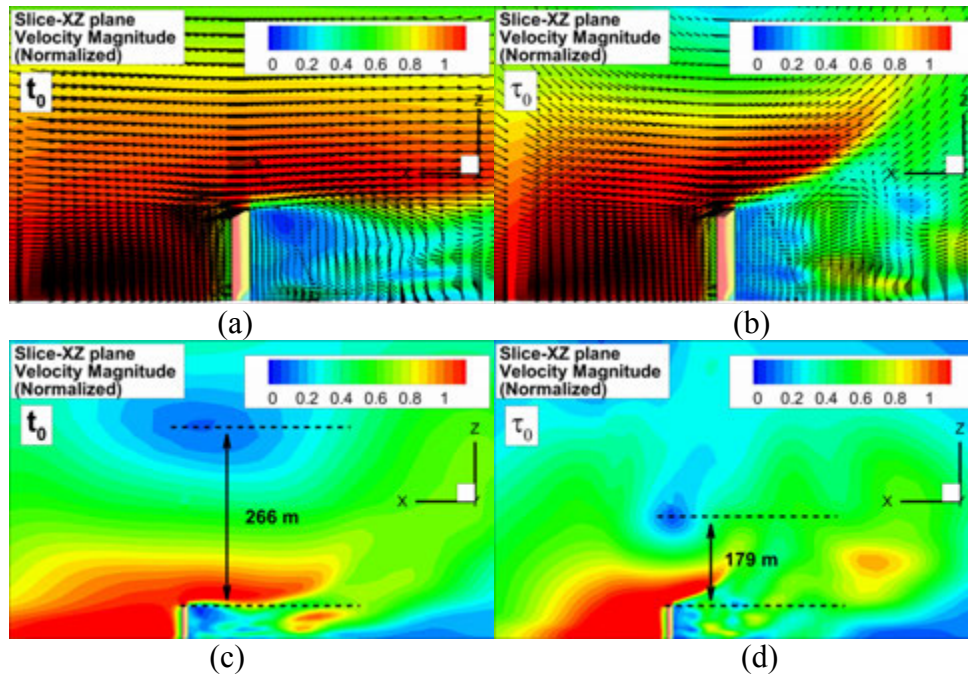 Slice-XZ plane
Velocity Magnitude
(Normalized)
0 0.2 0.4 0.6 0.8 1
t0
Z
X
Slice-XZ plane
Velocity Magnitude
(Normalized)
0 0.2 0.4 0.6 0.8 1
τ0
Z
X
(a)
(b)
Slice-XZ plane
Velocity Magnitude
(Normalized)
0 0.2 0.4 0.6 0.8 1
t0
Z
X
Y
266 m
Slice-XZ plane
Velocity Magnitude
(Normalized)
0 0.2 0.4 0.6 0.8 1
τ0
Z
X
Y
179 m
(c)
(d)